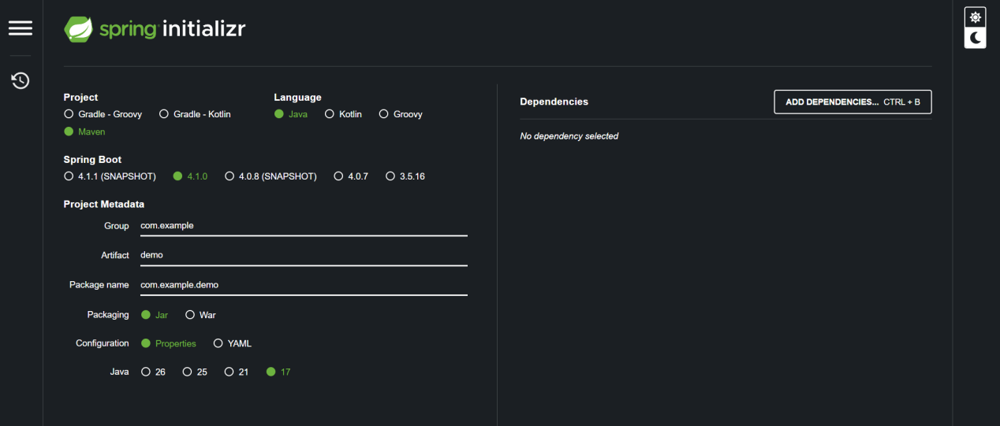 spring initializr
Project
Gradle - Groovy Gradle - Kotlin
Maven
Language
Java Kotlin Groovy
Spring Boot
4.1.1 (SNAPSHOT) 4.1.0 4.0.8 (SNAPSHOT) 4.0.7 3.5.16
Project Metadata
Group com.example
Artifact demo
Package name com.example.demo
Packaging Jar War
Configuration Properties YAML
Java 26 25 21 17
Dependencies
ADD DEPENDENCIES... CTRL + B
No dependency selected